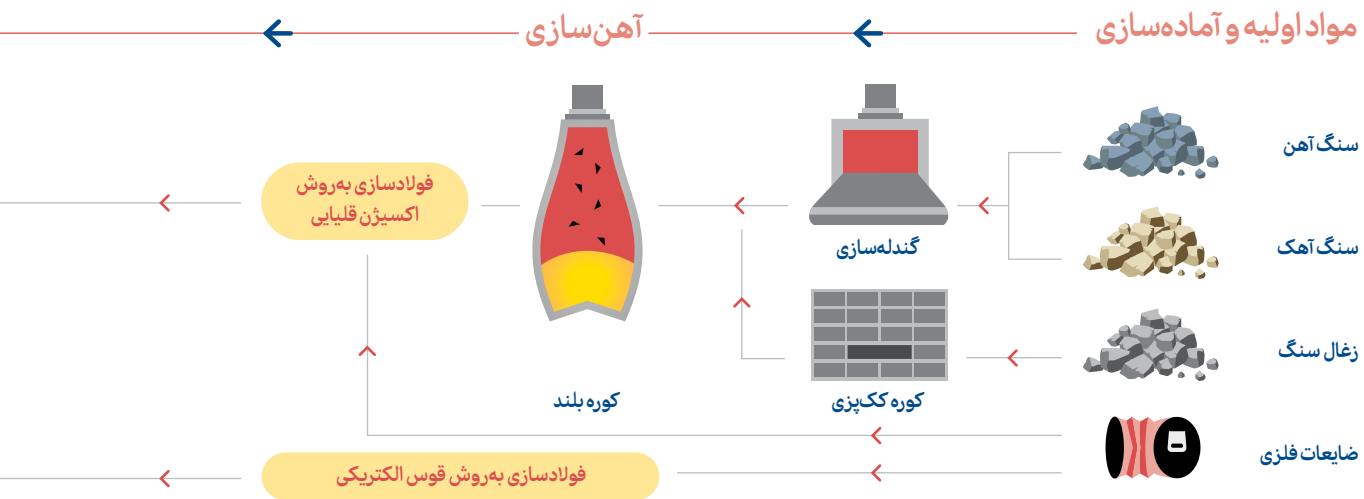 مواد اولیه و آماده‌سازی
آهن‌سازی
سنگ آهن
سنگ آهک
زغال سنگ
ضایعات فلزی
گندله‌سازی
کوره کک‌پزی
کوره بلند
فولادسازی به‌روش
اکسیژن قلیایی
فولادسازی به‌روش قوس الکتریکی